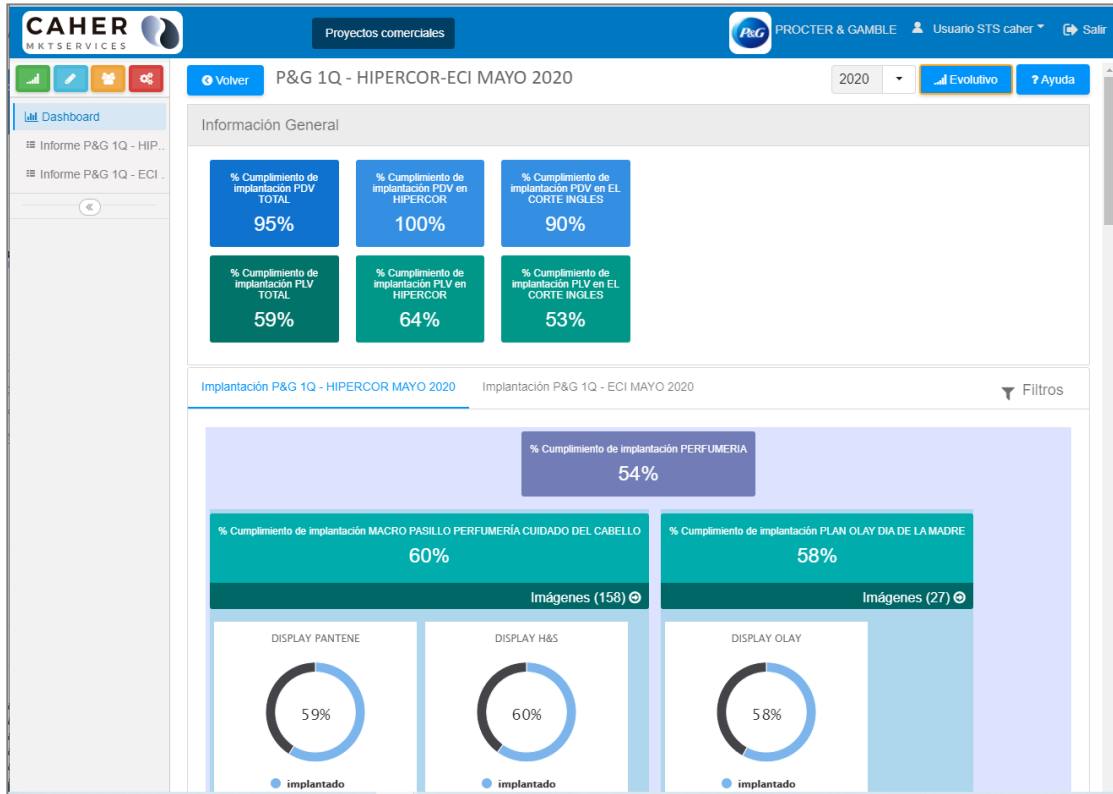 CAHER
MKTSERVICES
Proyectos comerciales
P&G
PROCTER & GAMBLE
Usuario STS caher
Salir
Volver
P&G 1Q - HIPERCOR-ECI MAYO 2020
2020
Evolutivo
? Ayuda
Dashboard
Informe P&G 1Q - HIP..
Informe P&G 1Q - ECI .
Información General
% Cumplimiento de
implantación PDV
TOTAL
95%
% Cumplimiento de
implantación PDV en
HIPERCOR
100%
% Cumplimiento de
implantación PDV en EL
CORTE INGLES
90%
% Cumplimiento de
implantación PLV
TOTAL
59%
% Cumplimiento de
implantación PLV en
HIPERCOR
64%
% Cumplimiento de
implantación PLV en EL
CORTE INGLES
53%
Implantación P&G 1Q - HIPERCOR MAYO 2020
Implantación P&G 1Q - ECI MAYO 2020
Filtros
% Cumplimiento de implantación PERFUMERIA
54%
% Cumplimiento de implantación MACRO PASILLO PERFUMERÍA CUIDADO DEL CABELLO
60%
Imágenes (158)
% Cumplimiento de implantación PLAN OLAY DIA DE LA MADRE
58%
Imágenes (27)
DISPLAY PANTENE
59%
implantado
DISPLAY H&S
60%
implantado
DISPLAY OLAY
58%
implantado